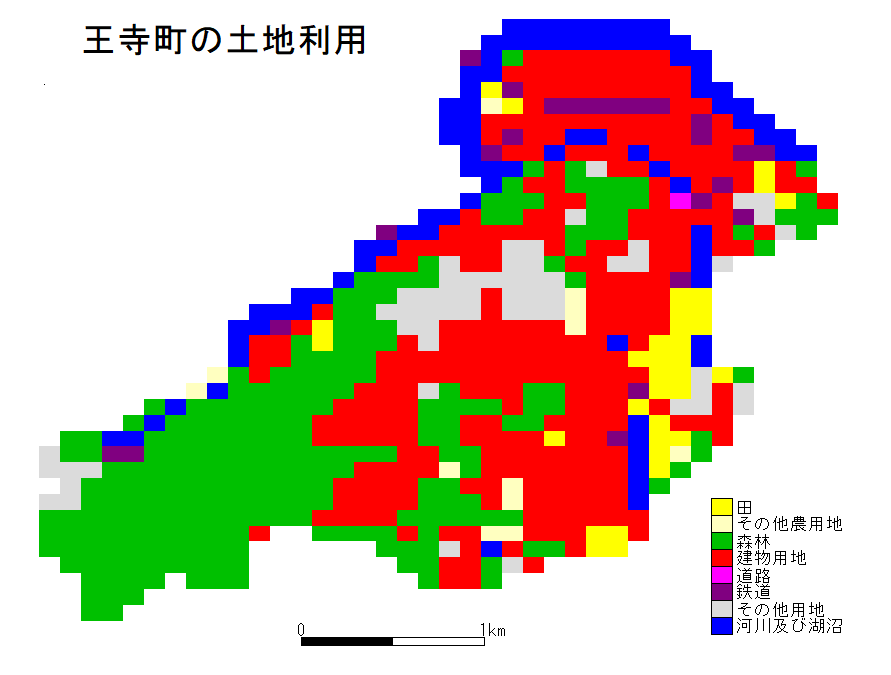 王寺町の土地利用
田
その他農用地
森林
建物用地
道路
鉄道
その他用地
河川及び湖沼
0 1km